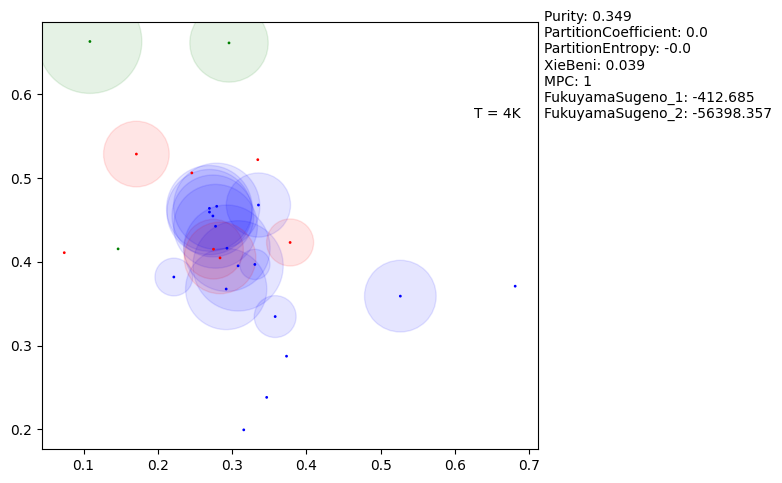 Purity: 0.349
PartitionCoefficient: 0.0
PartitionEntropy: -0.0
XieBeni: 0.039
MPC: 1
FukuyamaSugeno_1: -412.685
FukuyamaSugeno_2: -56398.357
T = 4K
0.6
0.5
0.4
0.3
0.2
0.1 0.2 0.3 0.4 0.5 0.6 0.7